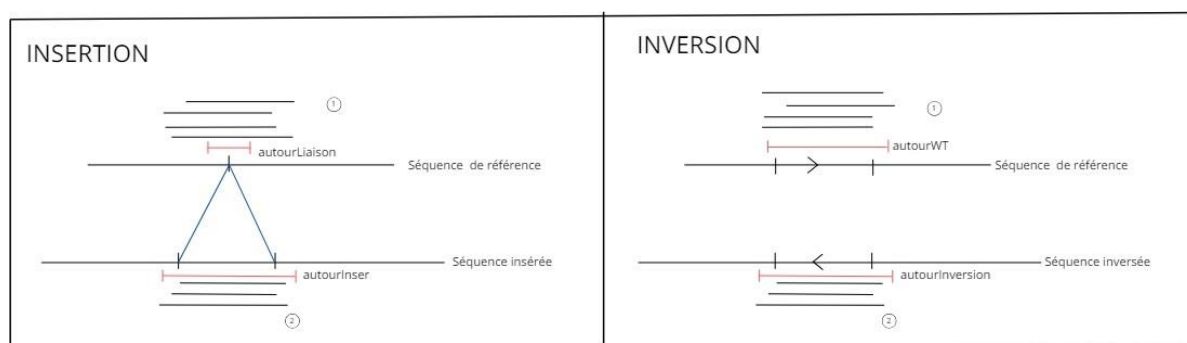 INSERTION
1
autourLiaison
Séquence de référence
Séquence insérée
autourInser
2
INVERSION
1
autourWT
Séquence de référence
Séquence inversée
autourInversion
2